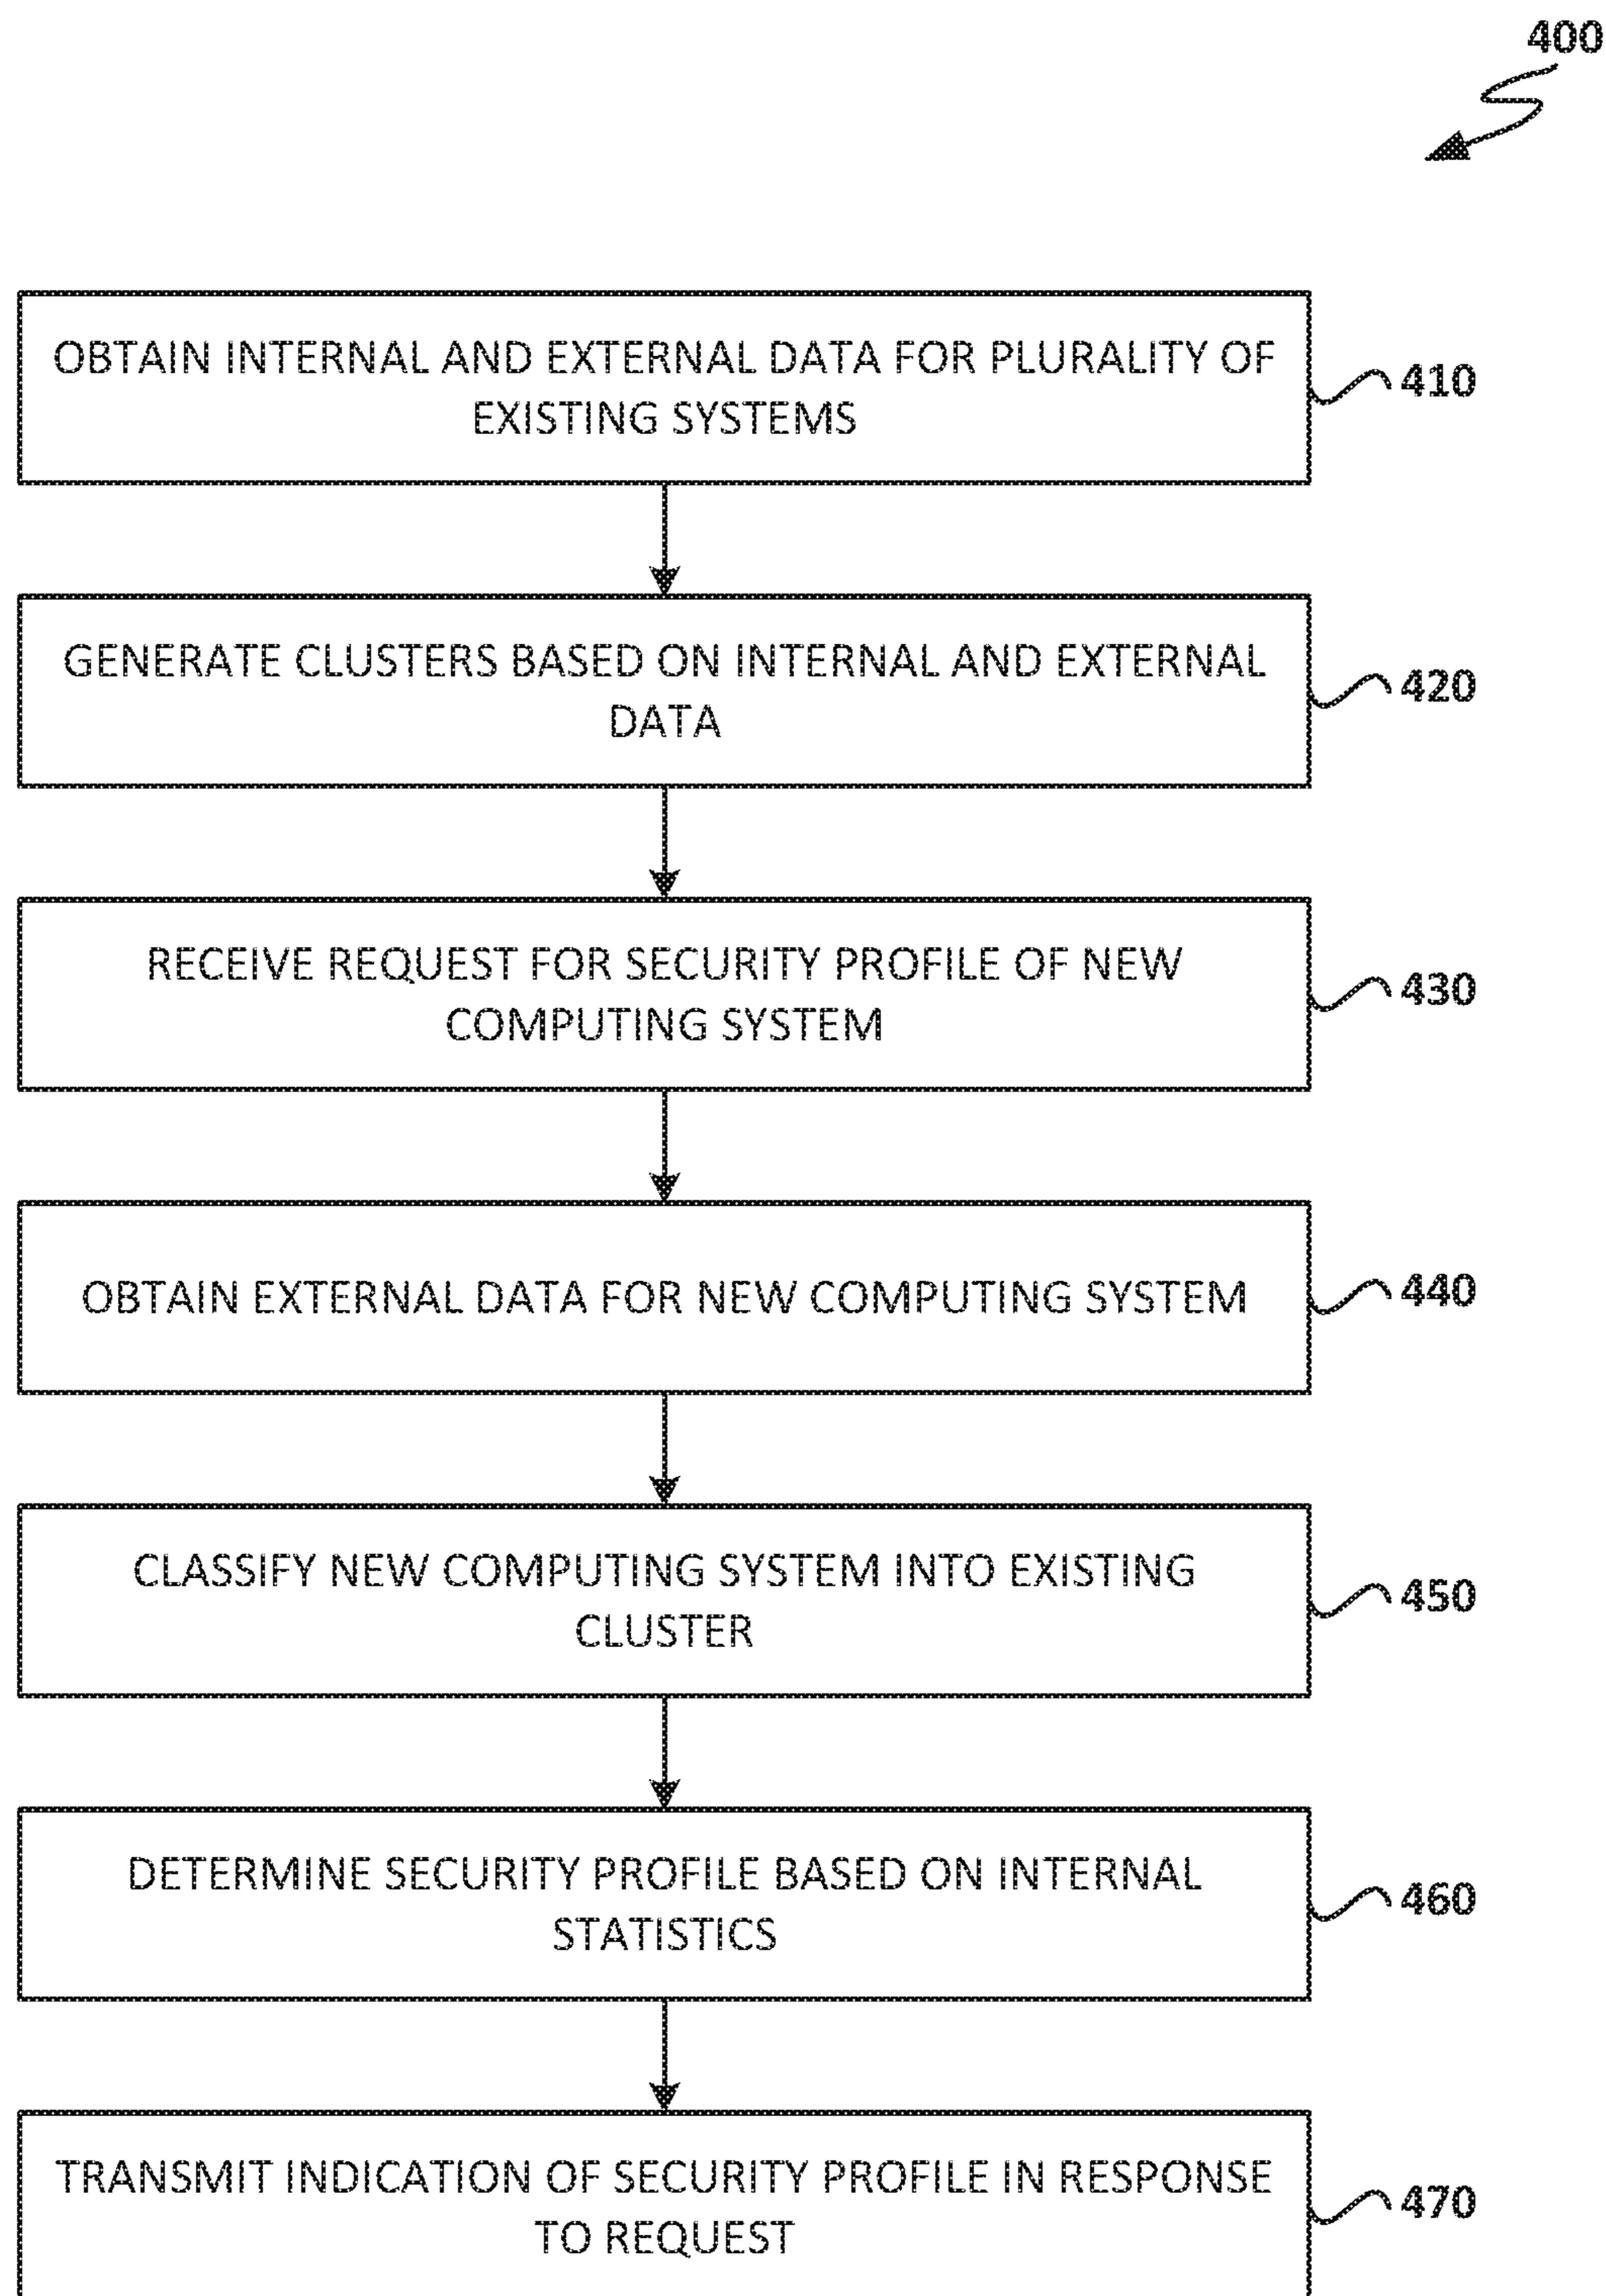 400
OBTAIN INTERNAL AND EXTERNAL DATA FOR PLURALITY OF
EXISTING SYSTEMS
410
GENERATE CLUSTERS BASED ON INTERNAL AND EXTERNAL
DATA
420
RECEIVE REQUEST FOR SECURITY PROFILE OF NEW
COMPUTING SYSTEM
430
OBTAIN EXTERNAL DATA FOR NEW COMPUTING SYSTEM
440
CLASSIFY NEW COMPUTING SYSTEM INTO EXISTING
CLUSTER
450
DETERMINE SECURITY PROFILE BASED ON INTERNAL
STATISTICS
460
TRANSMIT INDICATION OF SECURITY PROFILE IN RESPONSE
TO REQUEST
470